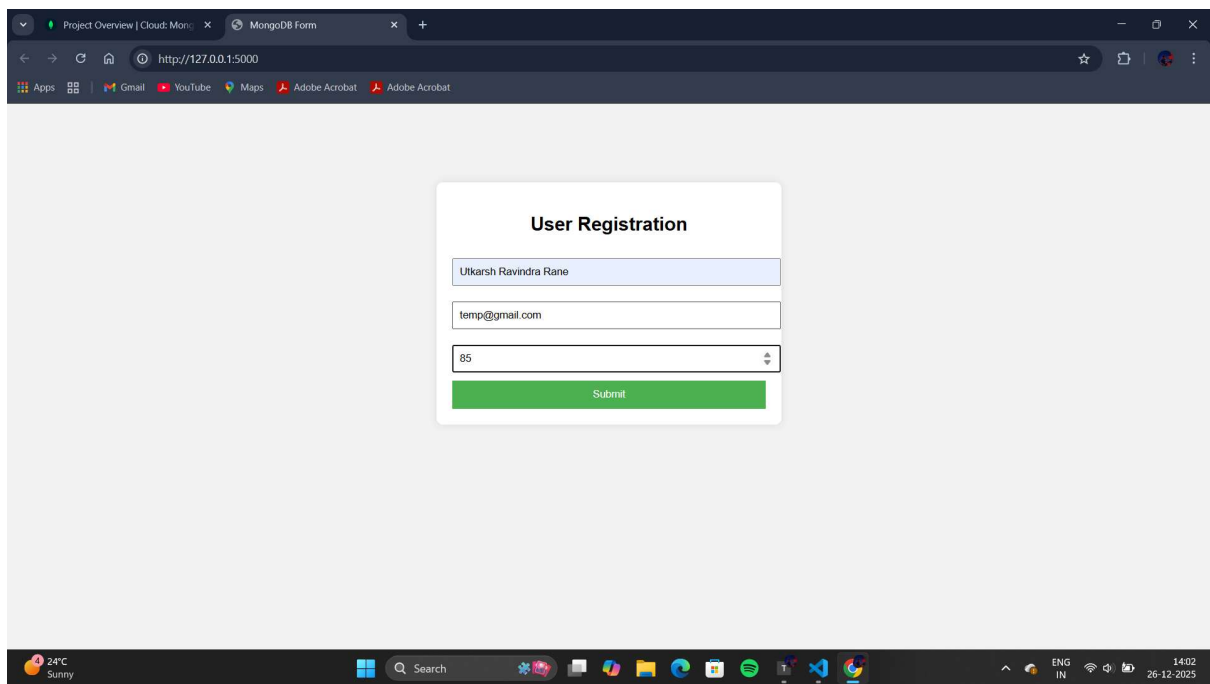 Project Overview | Cloud: Mong
MongoDB Form
http://127.0.0.1:5000
Apps Gmail YouTube Maps Adobe Acrobat Adobe Acrobat
User Registration
Utkarsh Ravindra Rane
temp@gmail.com
85
Submit
4
24°C
Sunny
Search
ENG
IN
14:02
26-12-2025